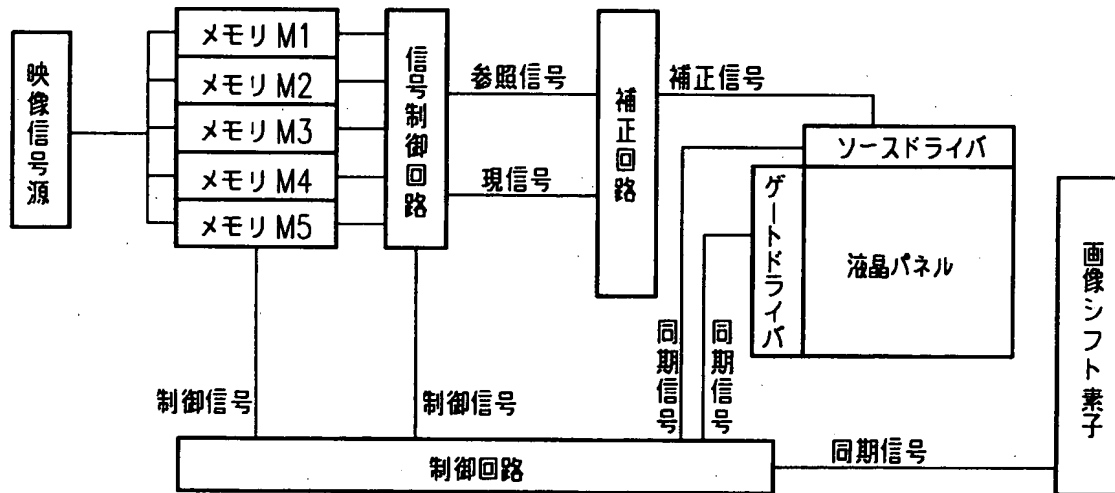 映像信号源
メモリ M1
メモリ M2
メモリ M3
メモリ M4
メモリ M5
信号制御回路
参照信号
現信号
補正回路
補正信号
ソースドライバ
ゲートドライバ
液晶パネル
画像シフト素子
制御信号
制御信号
同期信号
同期信号
制御回路
同期信号